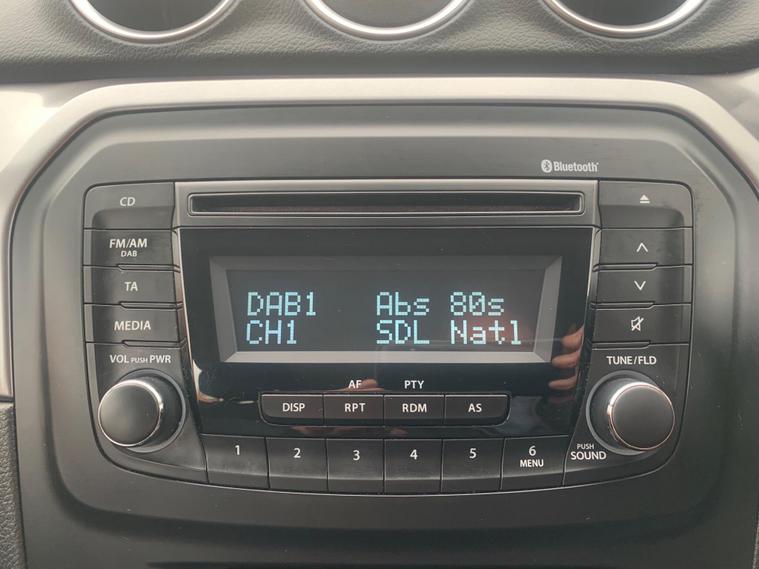 Bluetooth
CD
FM/AM
DAB
TA
MEDIA
VOL PUSH PWR
DAB1 Abs 80s
CH1 SDL Natl
TUNE/FLD
AF PTY
DISP RPT RDM AS
1 2 3 4 5 6
MENU
PUSH
SOUND